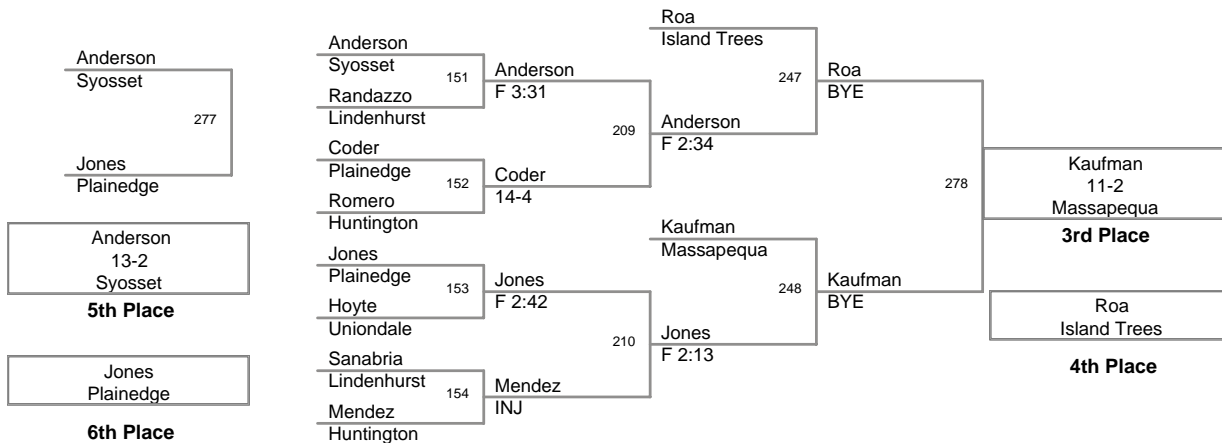 Anderson
Syosset
277
Jones
Plainedge
Anderson
13-2
Syosset
5th Place
Jones
Plainedge
6th Place
Anderson
Syosset
151
Randazzo
Lindenhurst
Coder
Plainedge
152
Romero
Huntington
Jones
Plainedge
153
Hoyte
Uniondale
Sanabria
Lindenhurst
154
Mendez
Huntington
Anderson
F 3:31
209
Coder
14-4
Jones
F 2:42
210
Mendez
INJ
Roa
Island Trees
247
Anderson
F 2:34
Kaufman
Massapequa
248
Jones
F 2:13
Roa
BYE
278
Kaufman
BYE
Kaufman
11-2
Massapequa
3rd Place
Roa
Island Trees
4th Place